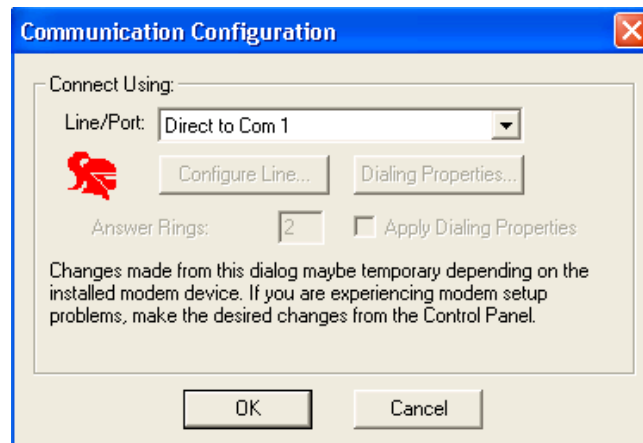 Communication Configuration
Connect Using:
Line/Port: Direct to Com 1
Configure Line... Dialing Properties...
Answer Rings: 2 Apply Dialing Properties
Changes made from this dialog maybe temporary depending on the
installed modem device. If you are experiencing modem setup
problems, make the desired changes from the Control Panel.
OK Cancel